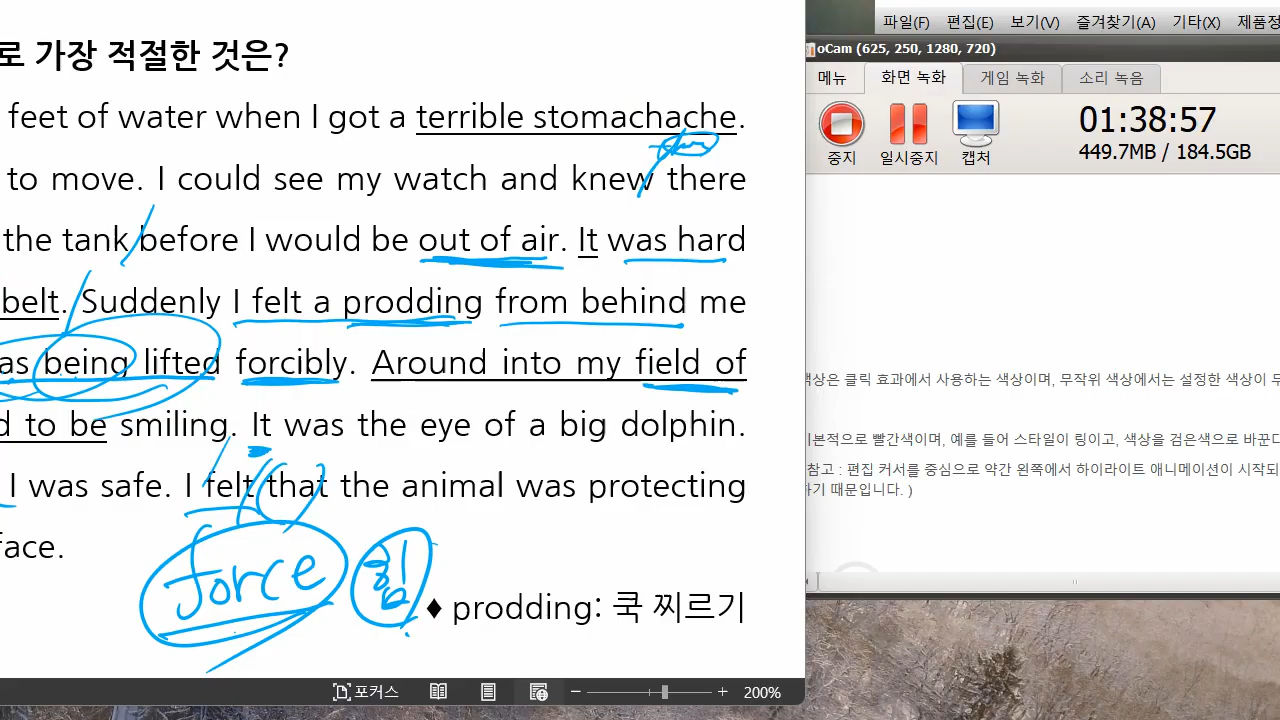 로 가장 적절한 것은?
feet of water when I got a terrible stomachache.
to move. I could see my watch and knew there
the tank before I would be out of air. It was hard
belt. Suddenly I felt a prodding from behind me
as being lifted forcibly. Around into my field of
d to be smiling. It was the eye of a big dolphin.
I was safe. I felt that the animal was protecting
face.
force 힘
♦ prodding: 쿡 찌르기
포커스
200%
파일(F) 편집(E) 보기(V) 즐겨찾기(A) 기타(X) 제품정
oCam (625, 250, 1280, 720)
메뉴 화면 녹화 게임 녹화 소리 녹음
중지 일시중지 캡처
01:38:57
449.7MB / 184.5GB
색상은 클릭 효과에서 사용하는 색상이며, 무작위 색상에서는 설정한 색상이 무
기본적으로 빨간색이며, 예를 들어 스타일이 링이고, 색상을 검은색으로 바꾼다
참고 : 편집 커서를 중심으로 약간 왼쪽에서 하이라이트 애니메이션이 시작되
하기 때문입니다. )